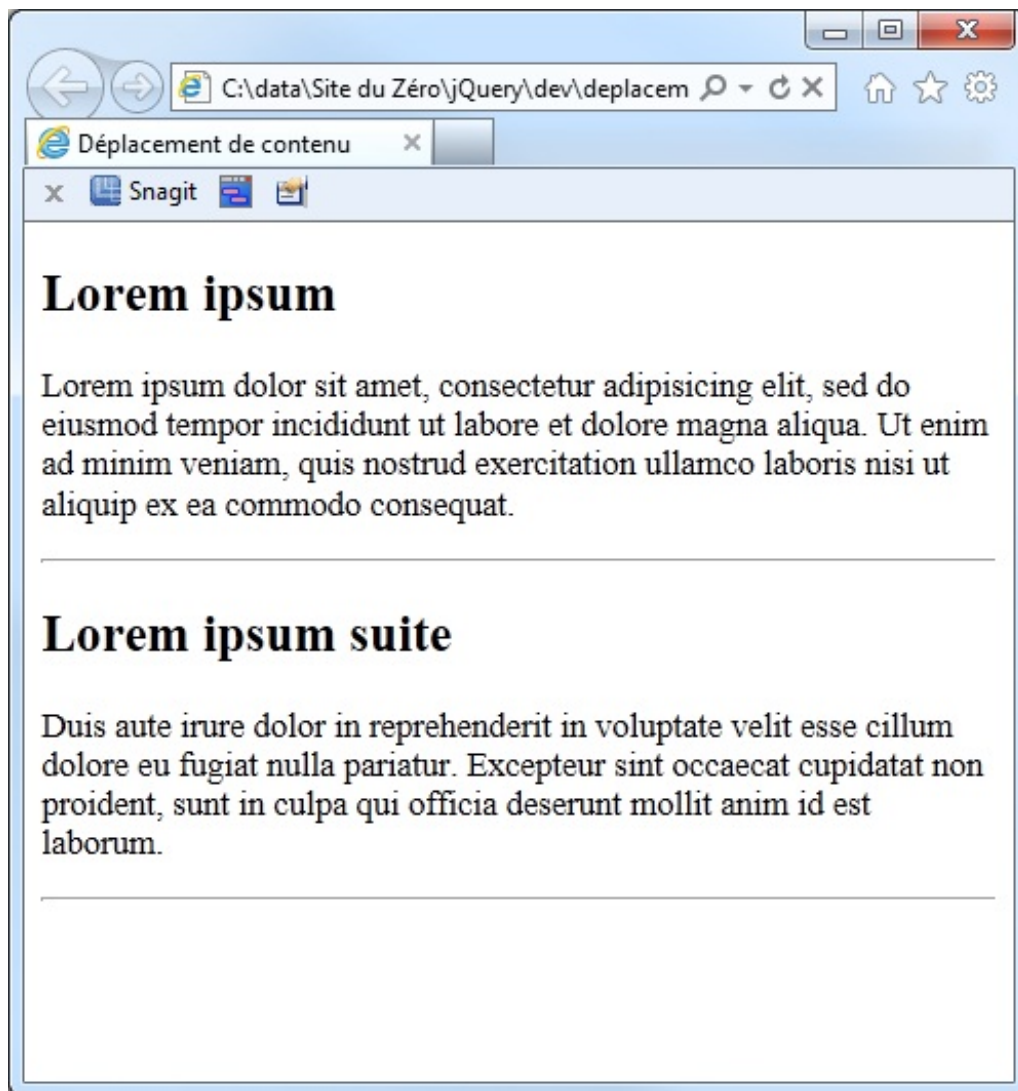 C:\data\Site du Zéro\jQuery\dev\deplacem
Déplacement de contenu
Snagit
Lorem ipsum
Lorem ipsum dolor sit amet, consectetur adipisicing elit, sed do
eiusmod tempor incididunt ut labore et dolore magna aliqua. Ut enim
ad minim veniam, quis nostrud exercitation ullamco laboris nisi ut
aliquip ex ea commodo consequat.
Lorem ipsum suite
Duis aute irure dolor in reprehenderit in voluptate velit esse cillum
dolore eu fugiat nulla pariatur. Excepteur sint occaecat cupidatat non
proident, sunt in culpa qui officia deserunt mollit anim id est
laborum.